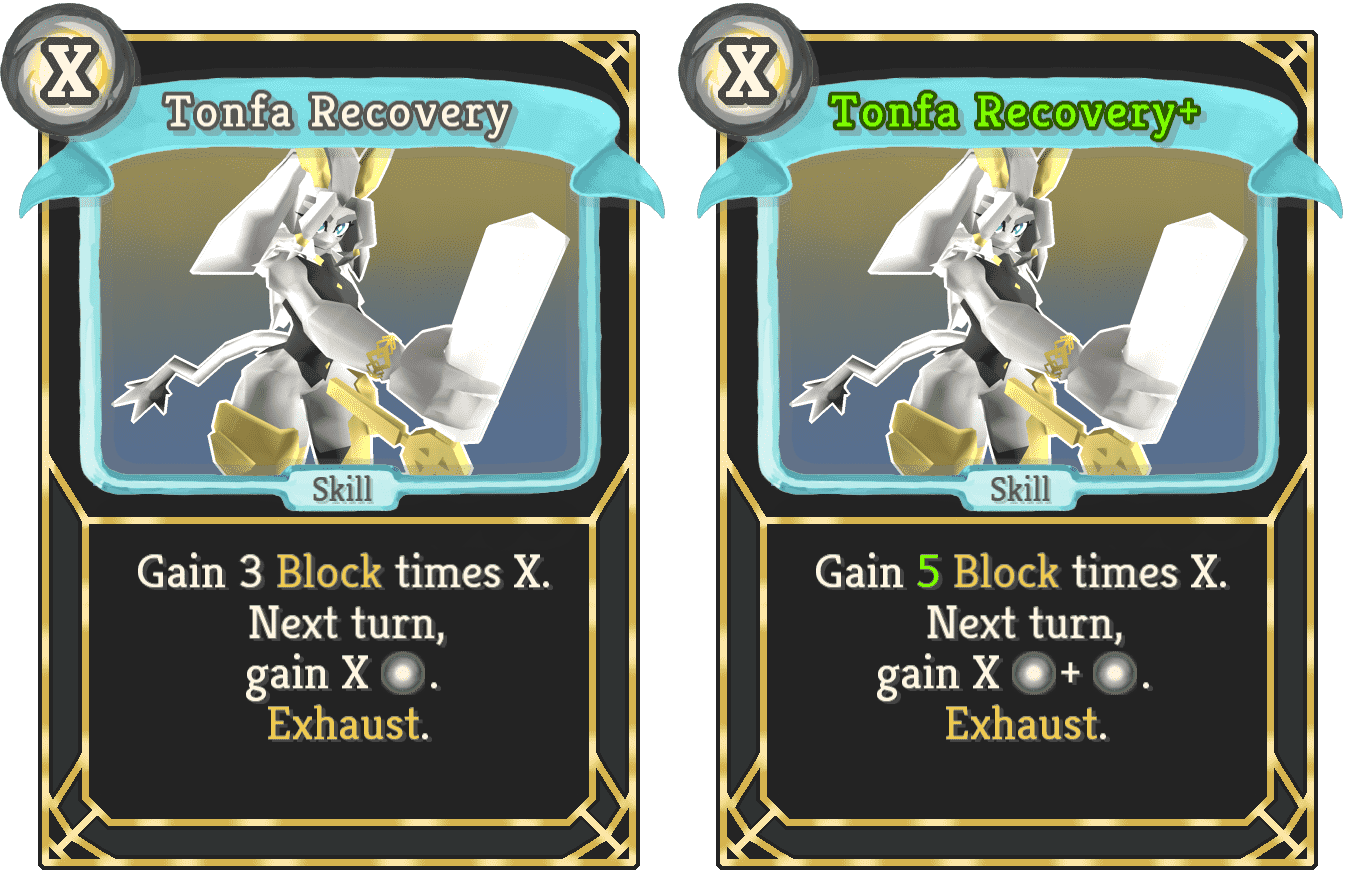 X
Tonfa Recovery
Skill
Gain 3 Block times X.
Next turn,
gain X .
Exhaust.
X
Tonfa Recovery+
Skill
Gain 5 Block times X.
Next turn,
gain X + .
Exhaust.